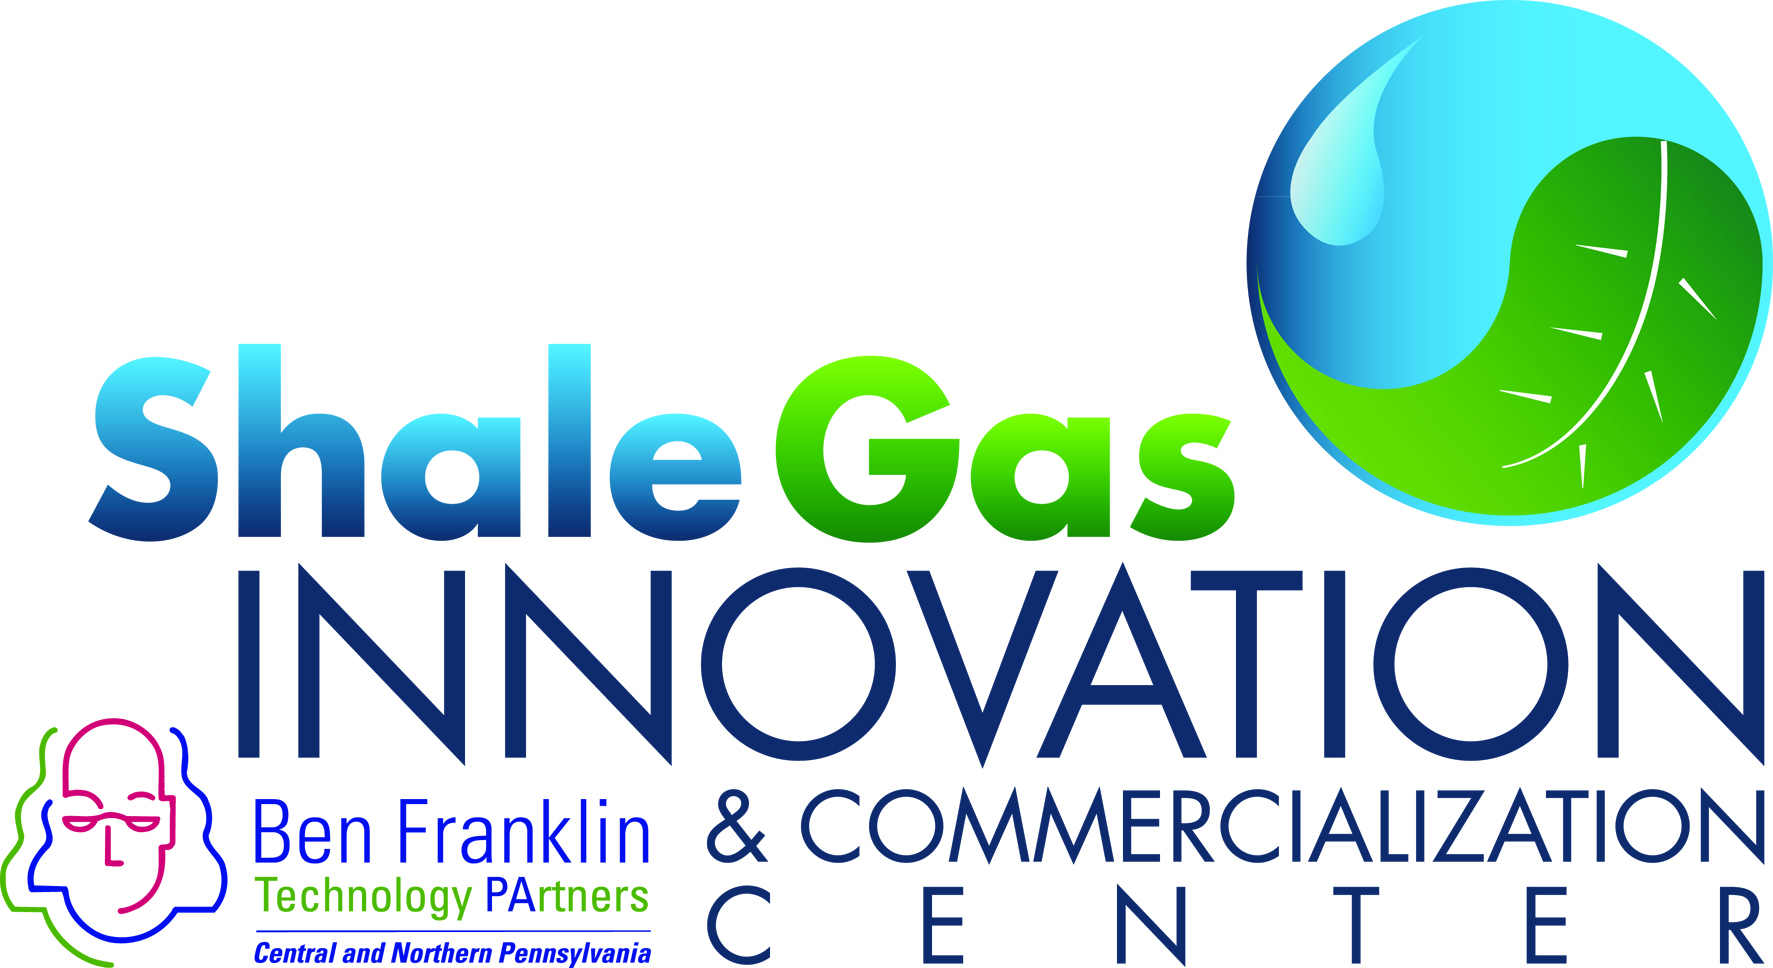 Shale Gas
INNOVATION
& COMMERCIALIZATION
CENTER
Ben Franklin
Technology PArtners
Central and Northern Pennsylvania